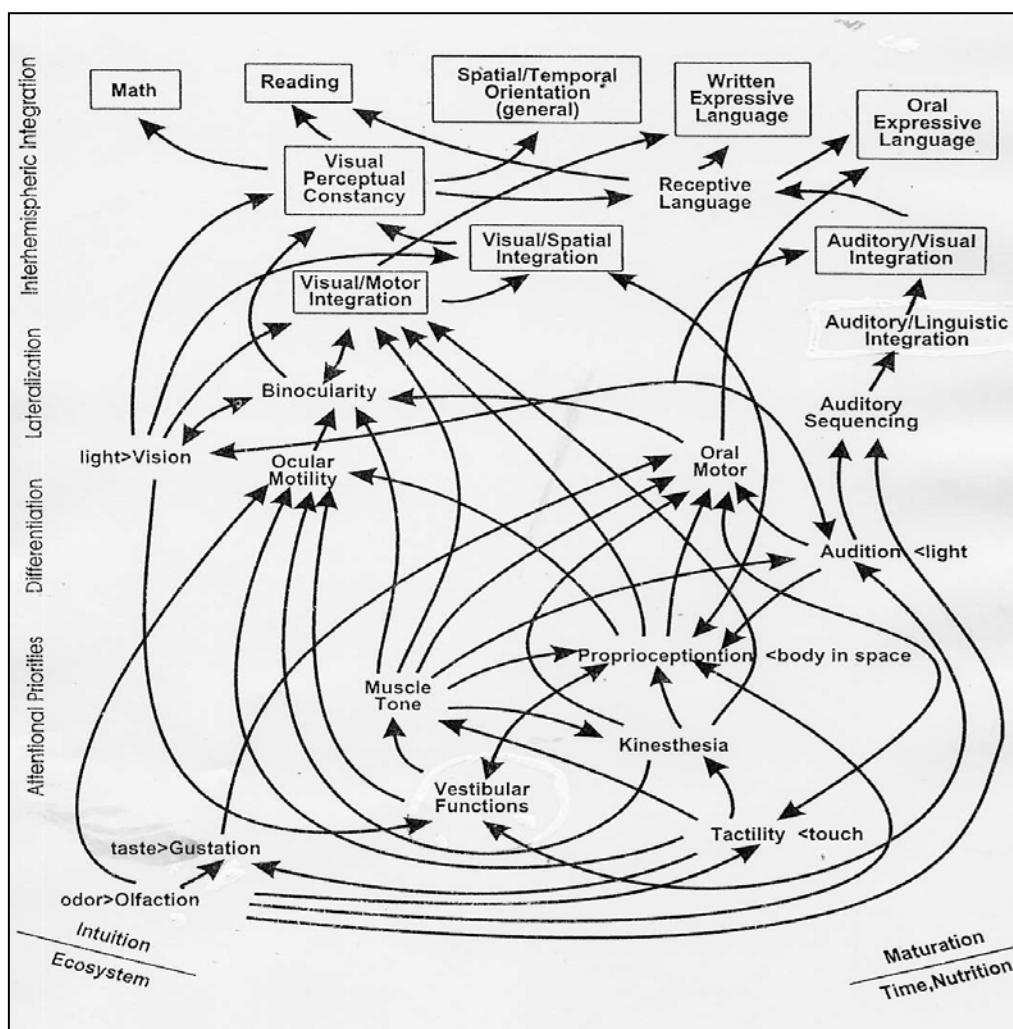 Math
Reading
Spatial/Temporal
Orientation
(general)
Written
Expressive
Language
Oral
Expressive
Language
Visual
Perceptual
Constancy
Receptive
Language
Visual/Spatial
Integration
Auditory/Visual
Integration
Visual/Motor
Integration
Auditory/Linguistic
Integration
Binocularity
Auditory
Sequencing
light>Vision
Ocular
Motility
Oral
Motor
Audition <light
Proprioceptiontion <body in space
Muscle
Tone
Kinesthesia
Vestibular
Functions
Tactility <touch
taste>Gustation
odor>Olfaction
Intuition
Ecosystem
Maturation
Time,Nutrition
Interhemispheric Integration
Lateralization
Differentiation
Attentional Priorities